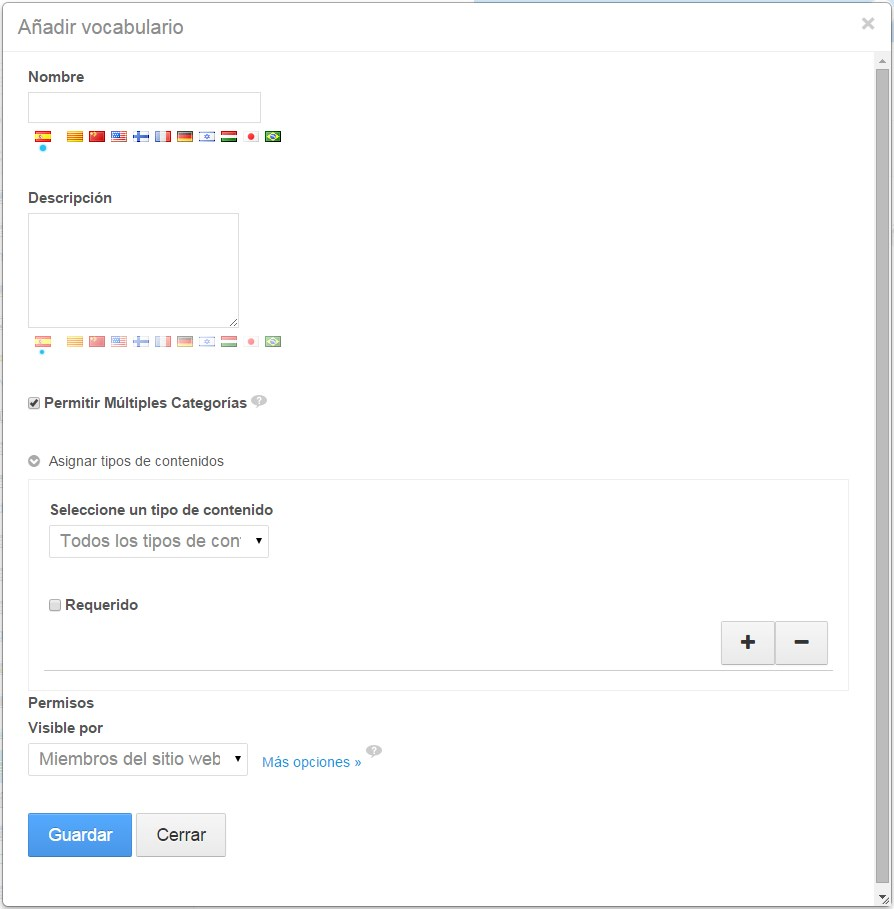 Añadir vocabulario
Nombre
Descripción
Permitir Múltiples Categorías
Asignar tipos de contenidos
Seleccione un tipo de contenido
Todos los tipos de con
Requerido
Permisos
Visible por
Miembros del sitio web
Más opciones »
Guardar
Cerrar